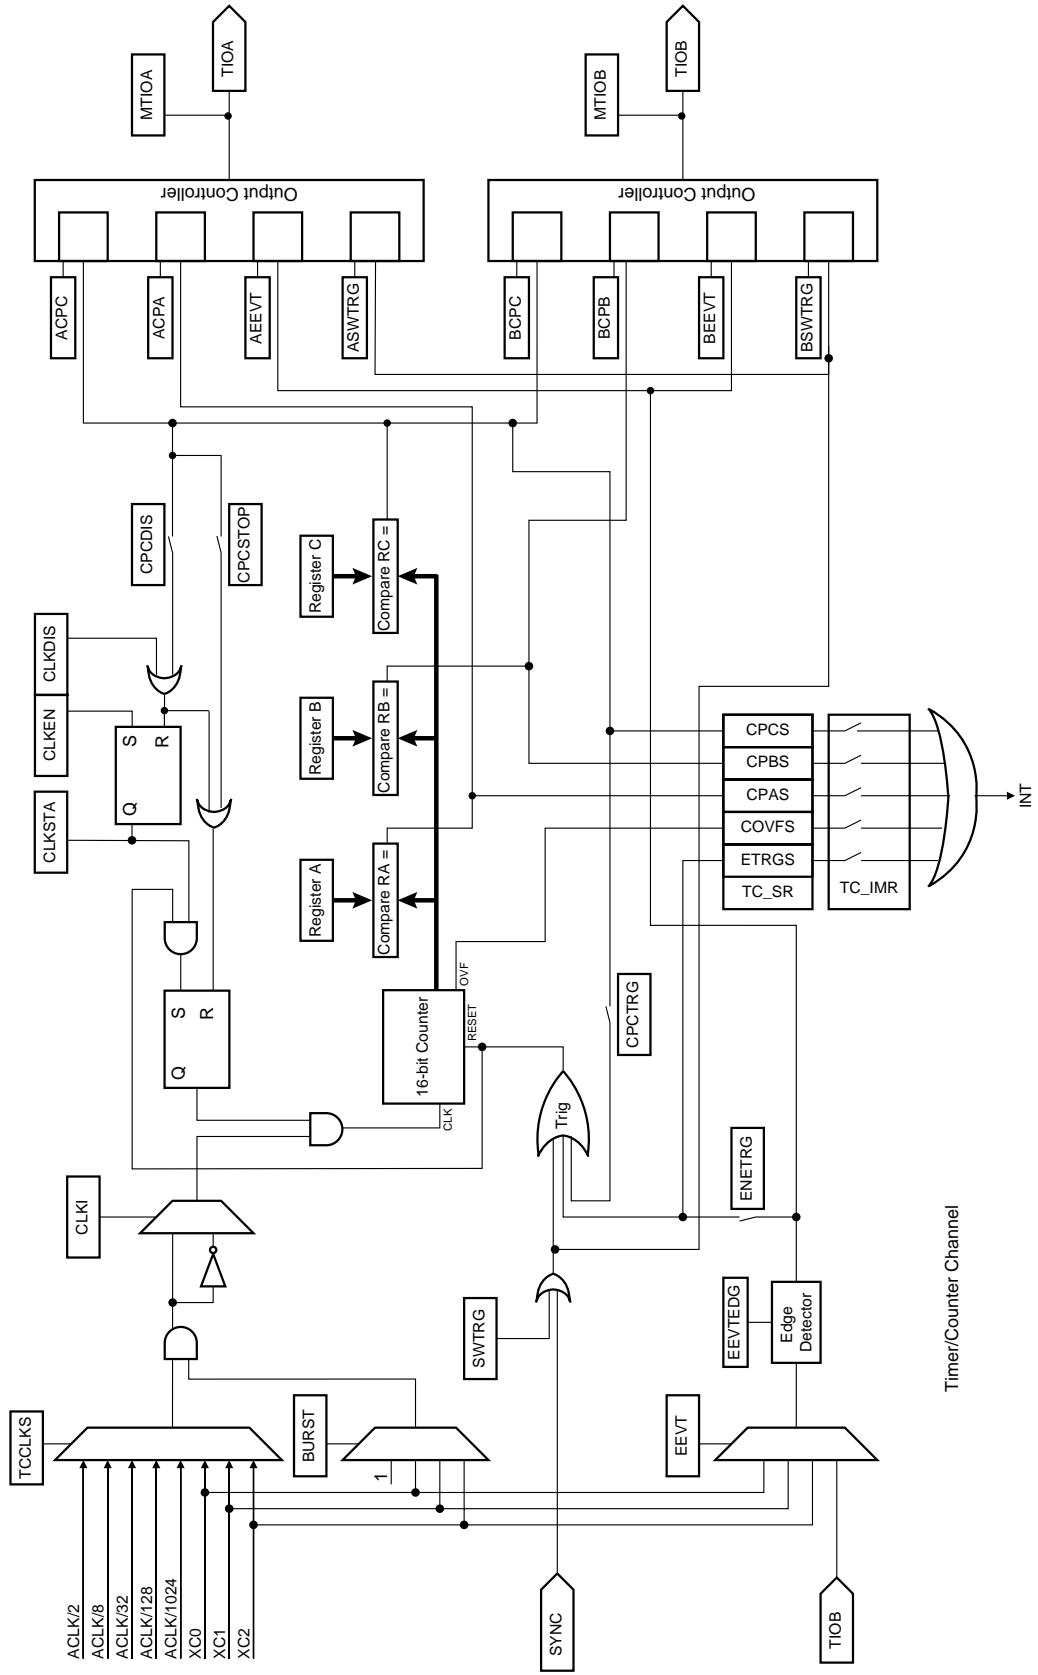 TCCLKS
ACLK/2
ACLK/8
ACLK/32
ACLK/128
ACLK/1024
XC0
XC1
XC2
CLKI
CLKSTA
CLKEN
CLKDIS
Q
S
R
Q
S
R
CPCDIS
CPCSTOP
BURST
1
16-bit Counter
CLK
RESET
OVF
Register A
Register B
Register C
Compare RA =
Compare RB =
Compare RC =
ACPC
ACPA
AEEVT
ASWTRG
Output Controller
MTIOA
TIOA
SWTRG
SYNC
Trig
CPCTRG
BCPC
BCPB
BEEVT
BSWTRG
Output Controller
MTIOB
TIOB
EEVT
TIOB
EEVTEDG
Edge
Detector
ENETRG
ETRGS
COVFS
CPAS
CPBS
CPCS
TC_SR
TC_IMR
INT
Timer/Counter Channel